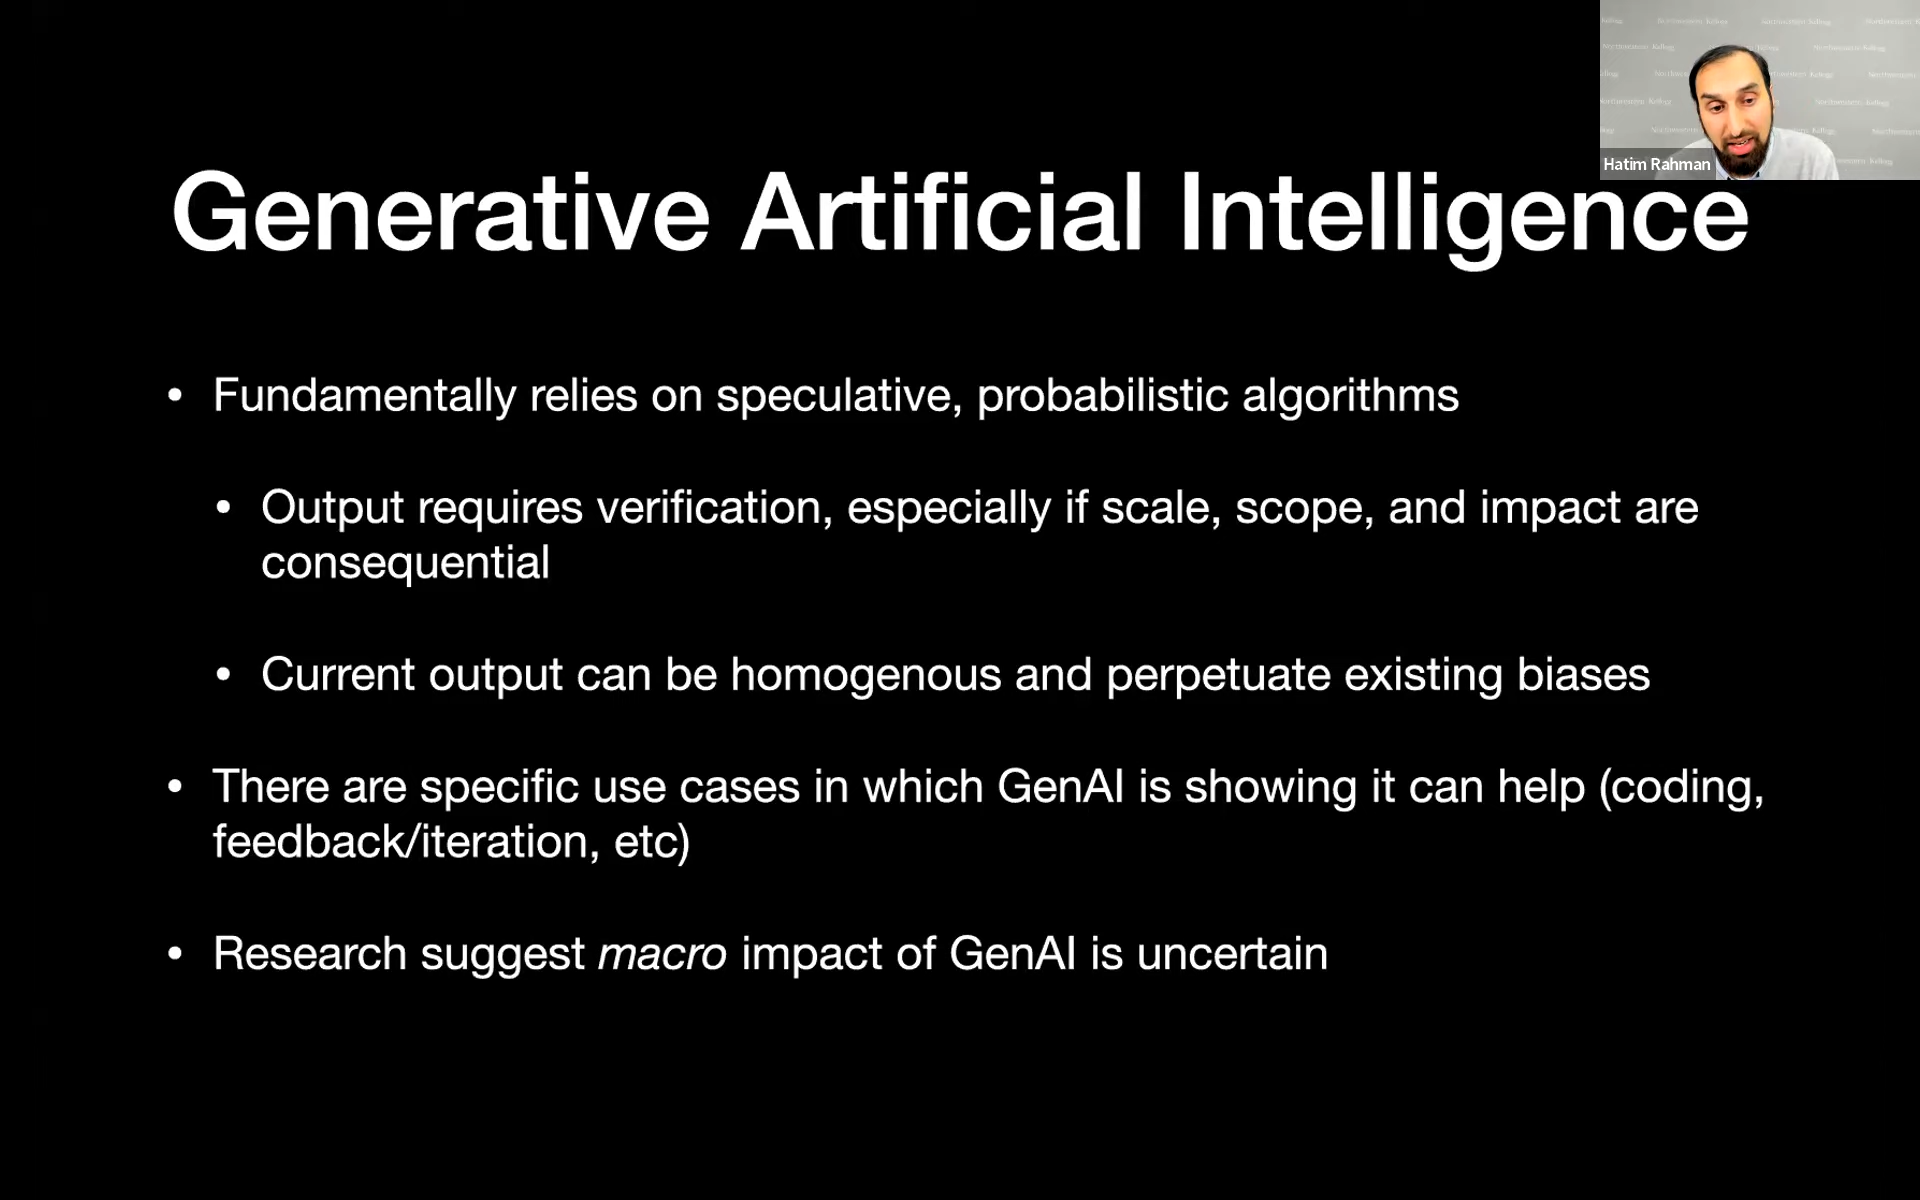 Northwestern Kellogg
Hatim Rahman
Generative Artificial Intelligence
• Fundamentally relies on speculative, probabilistic algorithms
• Output requires verification, especially if scale, scope, and impact are
consequential
• Current output can be homogenous and perpetuate existing biases
• There are specific use cases in which GenAI is showing it can help (coding,
feedback/iteration, etc)
• Research suggest macro impact of GenAI is uncertain